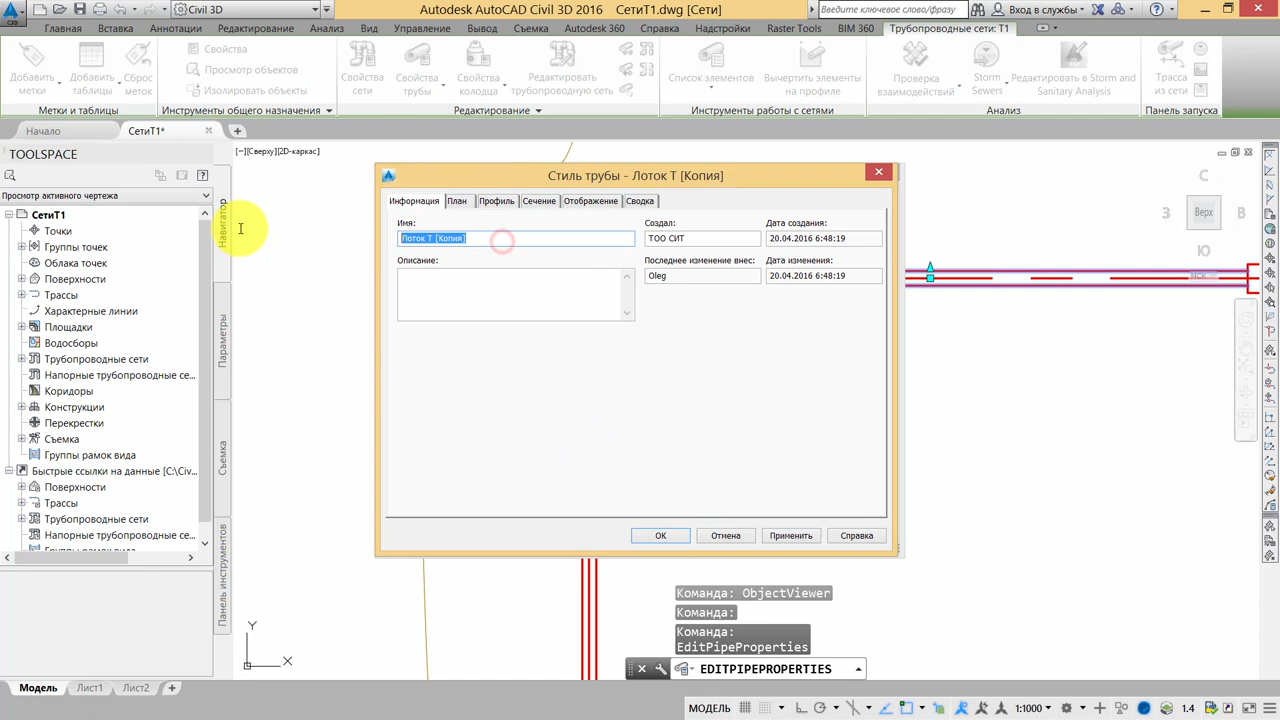 Civil 3D
Autodesk AutoCAD Civil 3D 2016 СетиТ1.dwg [Сети]
Введите ключевое слово/фразу
Вход в службы
Главная Вставка Аннотации Редактирование Анализ Вид Управление Вывод Съемка Autodesk 360 Справка Надстройки Raster Tools BIM 360 Трубопроводные сети: Т1
Добавить метки
Добавить таблицы
Сброс меток
Свойства
Просмотр объектов
Изолировать объекты
Свойства сети
Свойства трубы
Свойства колодца
Редактировать трубопроводную сеть
Список элементов
Вычертить элементы на профиле
Проверка взаимодействий
Storm Sewers
Редактировать в Storm and Sanitary Analysis
Трасса из сети
Метки и таблицы Инструменты общего назначения Редактирование Инструменты работы с сетями Анализ Панель запуска
Начало СетиТ1*
TOOLSPACE
[−][Сверху][2D-каркас]
Просмотр активного чертежа
СетиТ1
Точки
Группы точек
Облака точек
Поверхности
Трассы
Характерные линии
Площадки
Водосборы
Трубопроводные сети
Напорные трубопроводные се...
Коридоры
Конструкции
Перекрестки
Съемка
Группы рамок вида
Быстрые ссылки на данные [C:\Civ...
Поверхности
Трассы
Трубопроводные сети
Напорные трубопроводные се...
Группы рамок вида
Навигатор
Параметры
Съемка
Панель инструментов
Стиль трубы - Лоток Т [Копия]
Информация План Профиль Сечение Отображение Сводка
Имя: Создал: Дата создания:
Лоток Т [Копия] ТОО СИТ 20.04.2016 6:48:19
Описание: Последнее изменение внес: Дата изменения:
Oleg 20.04.2016 6:48:19
ОК Отмена Применить Справка
С
З Верх В
Ю
МСК
Команда: ObjectViewer
Команда:
Команда:
EditPipeProperties
EDITPIPEPROPERTIES
Y
X
Модель Лист1 Лист2
МОДЕЛЬ 1:1000 1.4